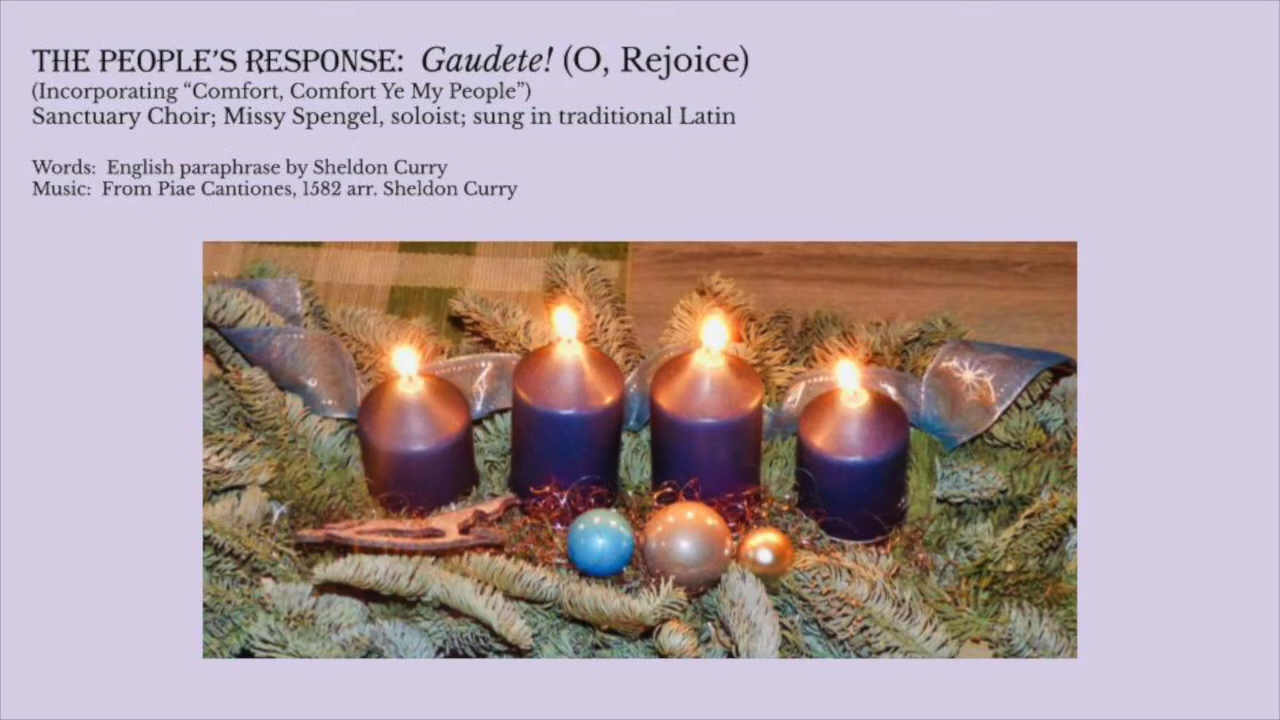 THE PEOPLE'S RESPONSE: Gaudete! (O, Rejoice)
(Incorporating “Comfort, Comfort Ye My People”)
Sanctuary Choir; Missy Spengel, soloist; sung in traditional Latin
Words: English paraphrase by Sheldon Curry
Music: From Piae Cantiones, 1582 arr. Sheldon Curry